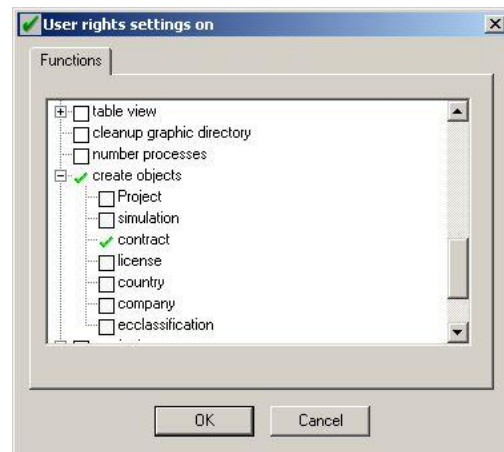 User rights settings on
Functions
table view
cleanup graphic directory
number processes
create objects
Project
simulation
contract
license
country
company
ecclassification
OK
Cancel